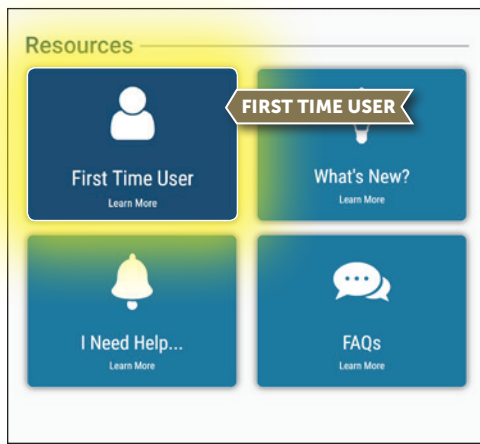 Resources
First Time User
Learn More
FIRST TIME USER
What's New?
Learn More
I Need Help...
Learn More
FAQs
Learn More